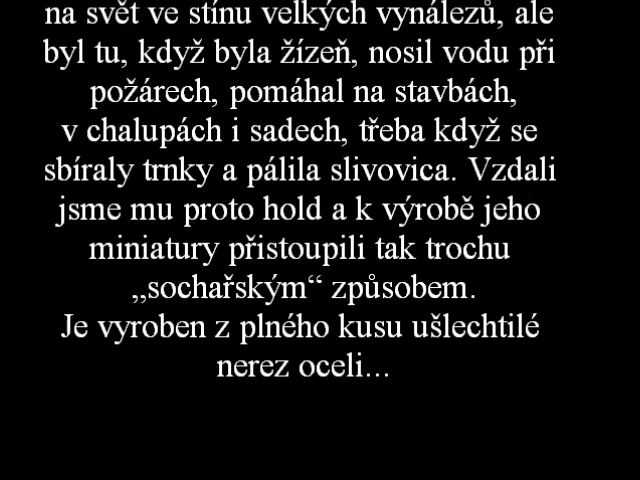 na svět ve stínu velkých vynálezů, ale
byl tu, když byla žízeň, nosil vodu při
požárech, pomáhal na stavbách,
v chalupách i sadech, třeba když se
sbíraly trnky a pálila slivovica. Vzdali
jsme mu proto hold a k výrobě jeho
miniatury přistoupili tak trochu
„sochařským“ způsobem.
Je vyroben z plného kusu ušlechtilé
nerez oceli...